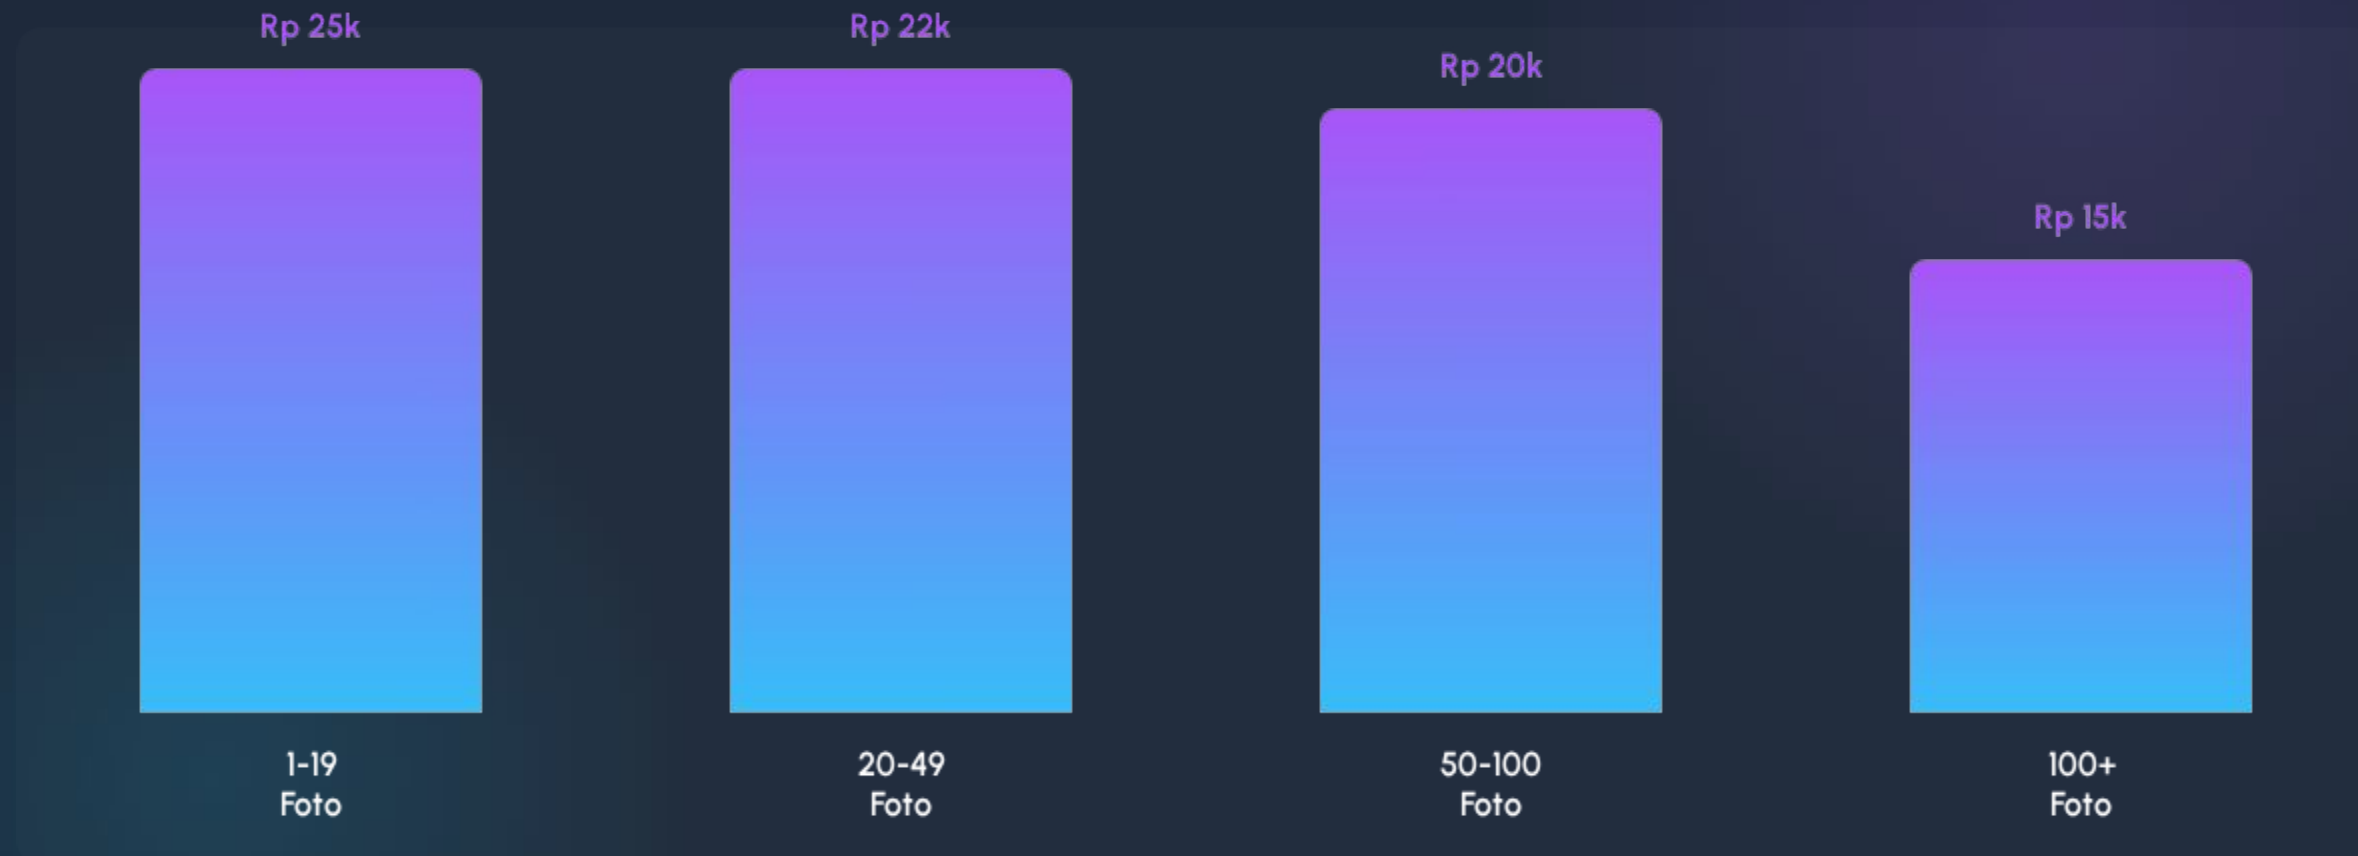 Rp 25k
Rp 22k
Rp 20k
Rp 15k
1-19
Foto
20-49
Foto
50-100
Foto
100+
Foto